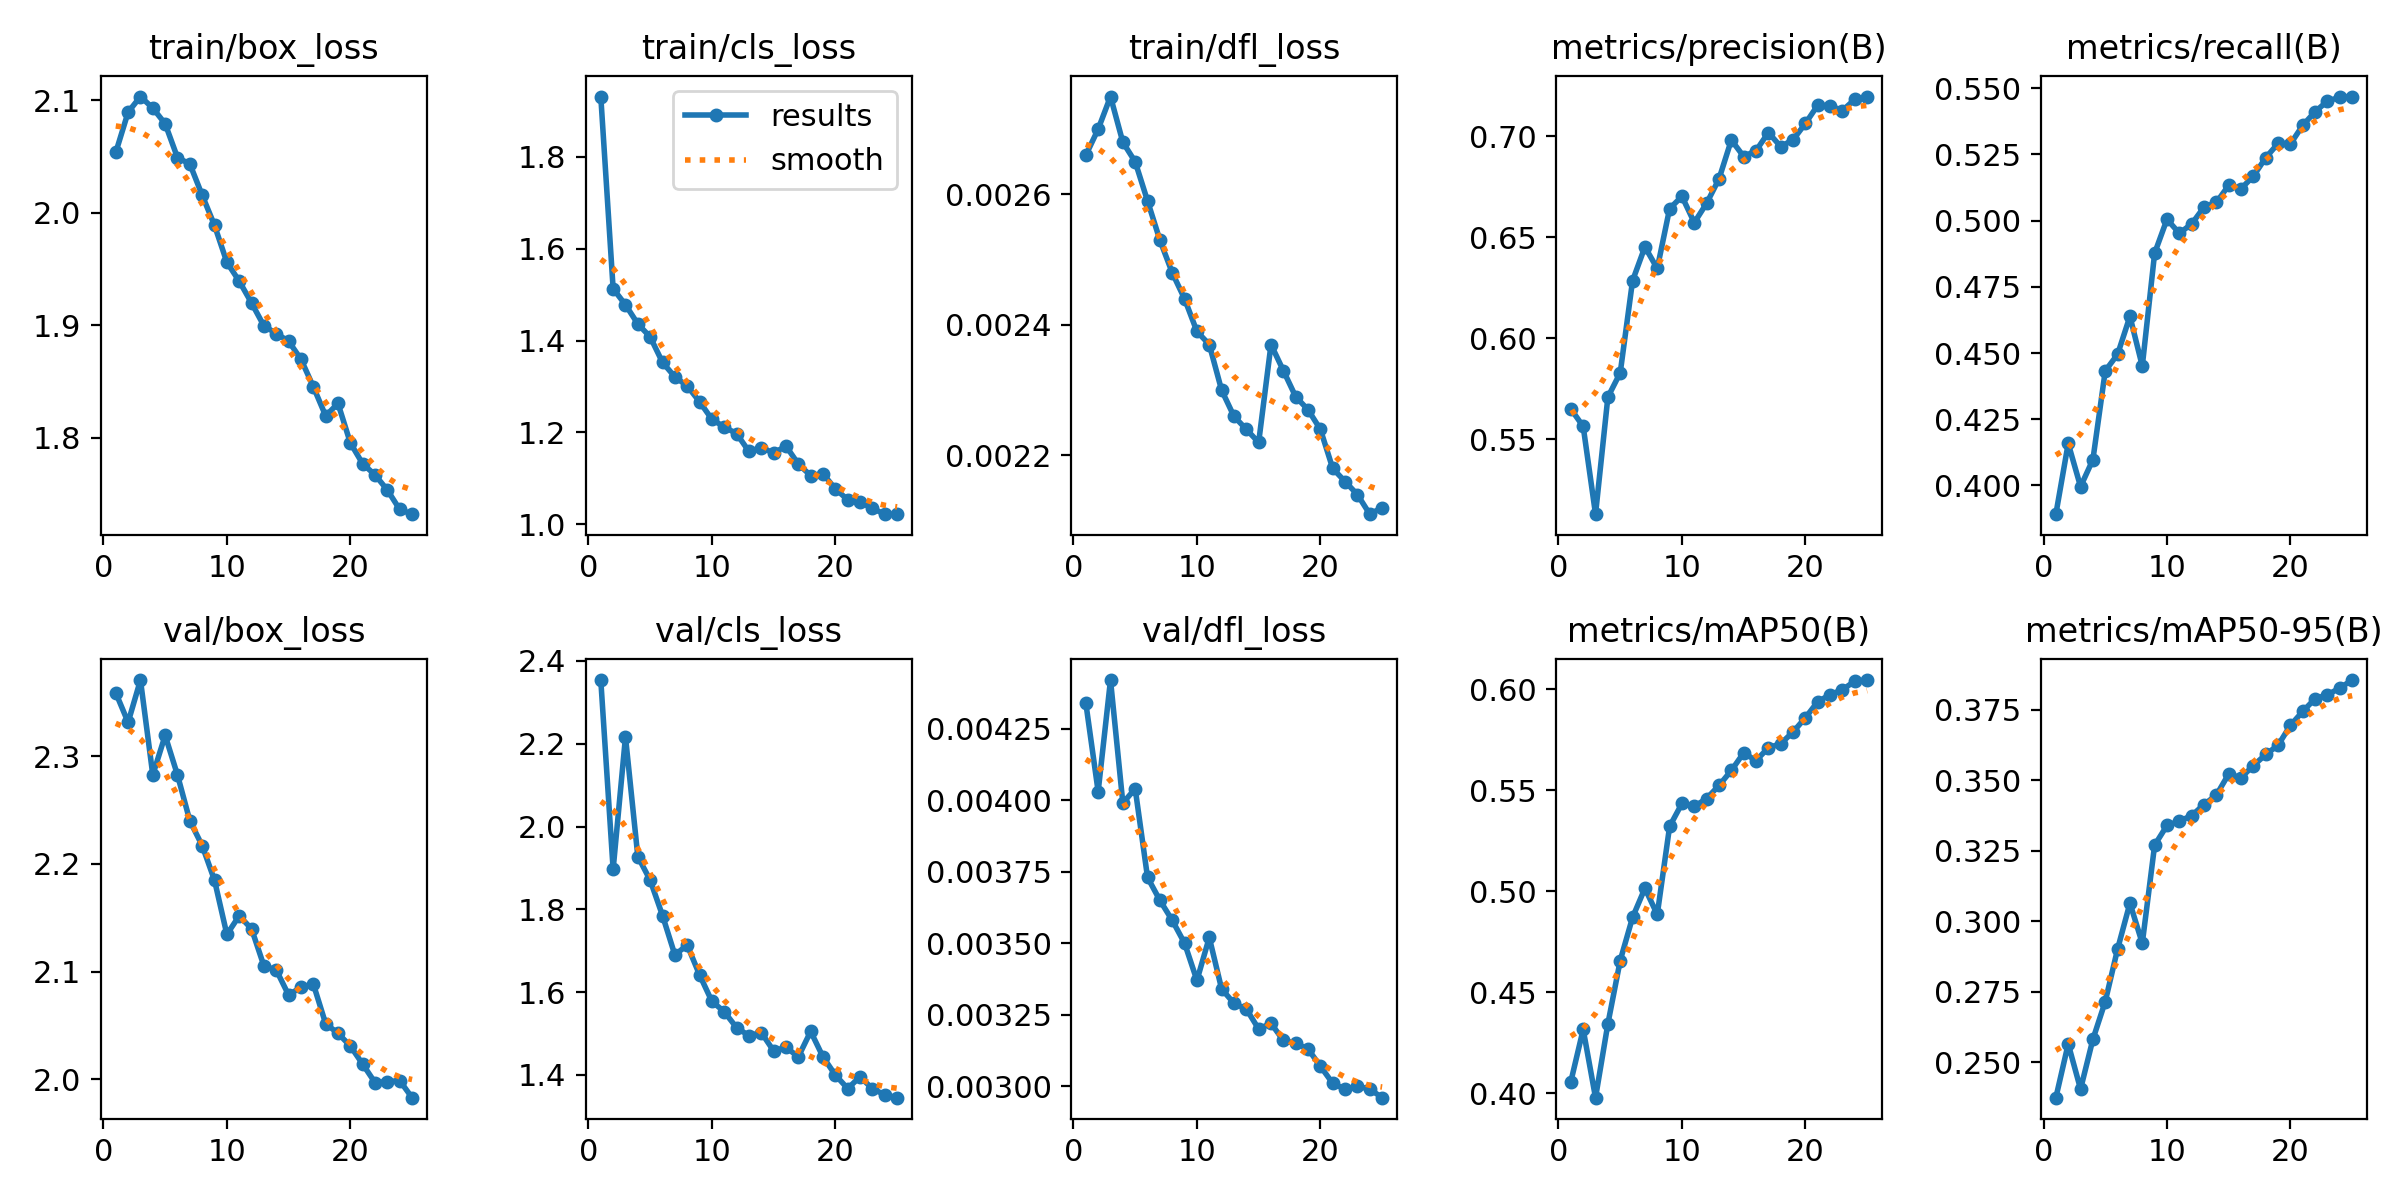 train/box_loss
2.1
2.0
1.9
1.8
0 10 20
train/cls_loss
results
smooth
1.8
1.6
1.4
1.2
1.0
0 10 20
train/dfl_loss
0.0026
0.0024
0.0022
0 10 20
metrics/precision(B)
0.70
0.65
0.60
0.55
0 10 20
metrics/recall(B)
0.550
0.525
0.500
0.475
0.450
0.425
0.400
0 10 20
val/box_loss
2.3
2.2
2.1
2.0
0 10 20
val/cls_loss
2.4
2.2
2.0
1.8
1.6
1.4
0 10 20
val/dfl_loss
0.00425
0.00400
0.00375
0.00350
0.00325
0.00300
0 10 20
metrics/mAP50(B)
0.60
0.55
0.50
0.45
0.40
0 10 20
metrics/mAP50-95(B)
0.375
0.350
0.325
0.300
0.275
0.250
0 10 20